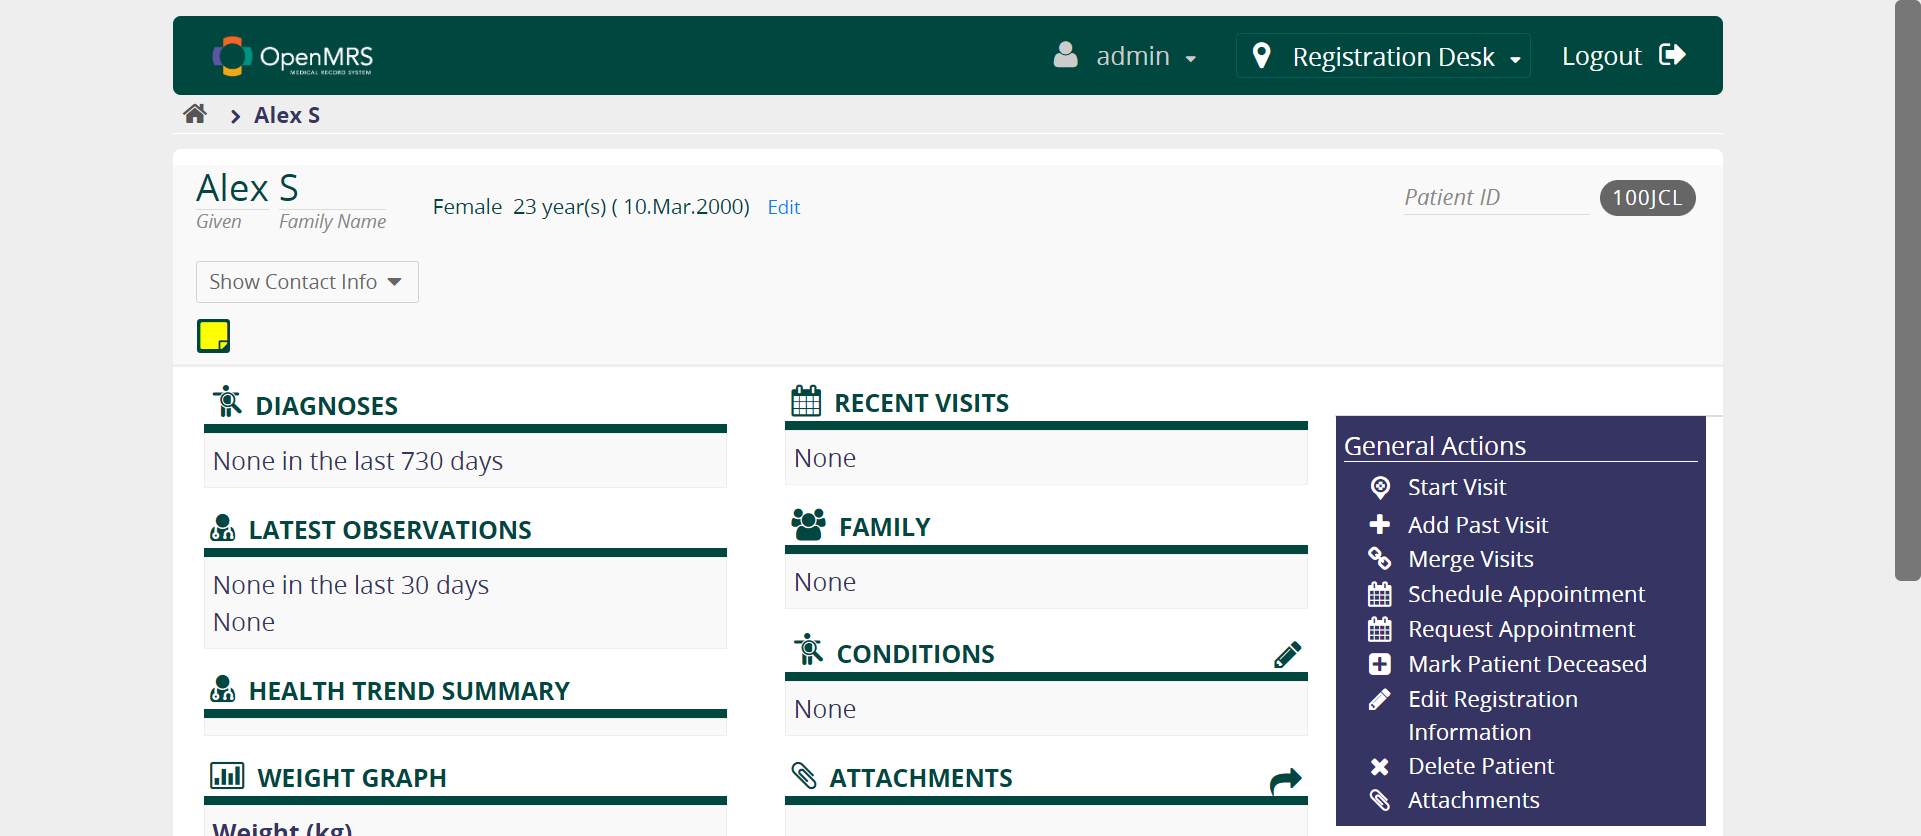 OpenMRS
MEDICAL RECORD SYSTEM
admin
Registration Desk
Logout
Alex S
Alex S
Given Family Name
Female 23 year(s) ( 10.Mar.2000) Edit
Patient ID 100JCL
Show Contact Info
DIAGNOSES
None in the last 730 days
LATEST OBSERVATIONS
None in the last 30 days
None
HEALTH TREND SUMMARY
WEIGHT GRAPH
Weight (kg)
RECENT VISITS
None
FAMILY
None
CONDITIONS
None
ATTACHMENTS
General Actions
Start Visit
Add Past Visit
Merge Visits
Schedule Appointment
Request Appointment
Mark Patient Deceased
Edit Registration
Information
Delete Patient
Attachments